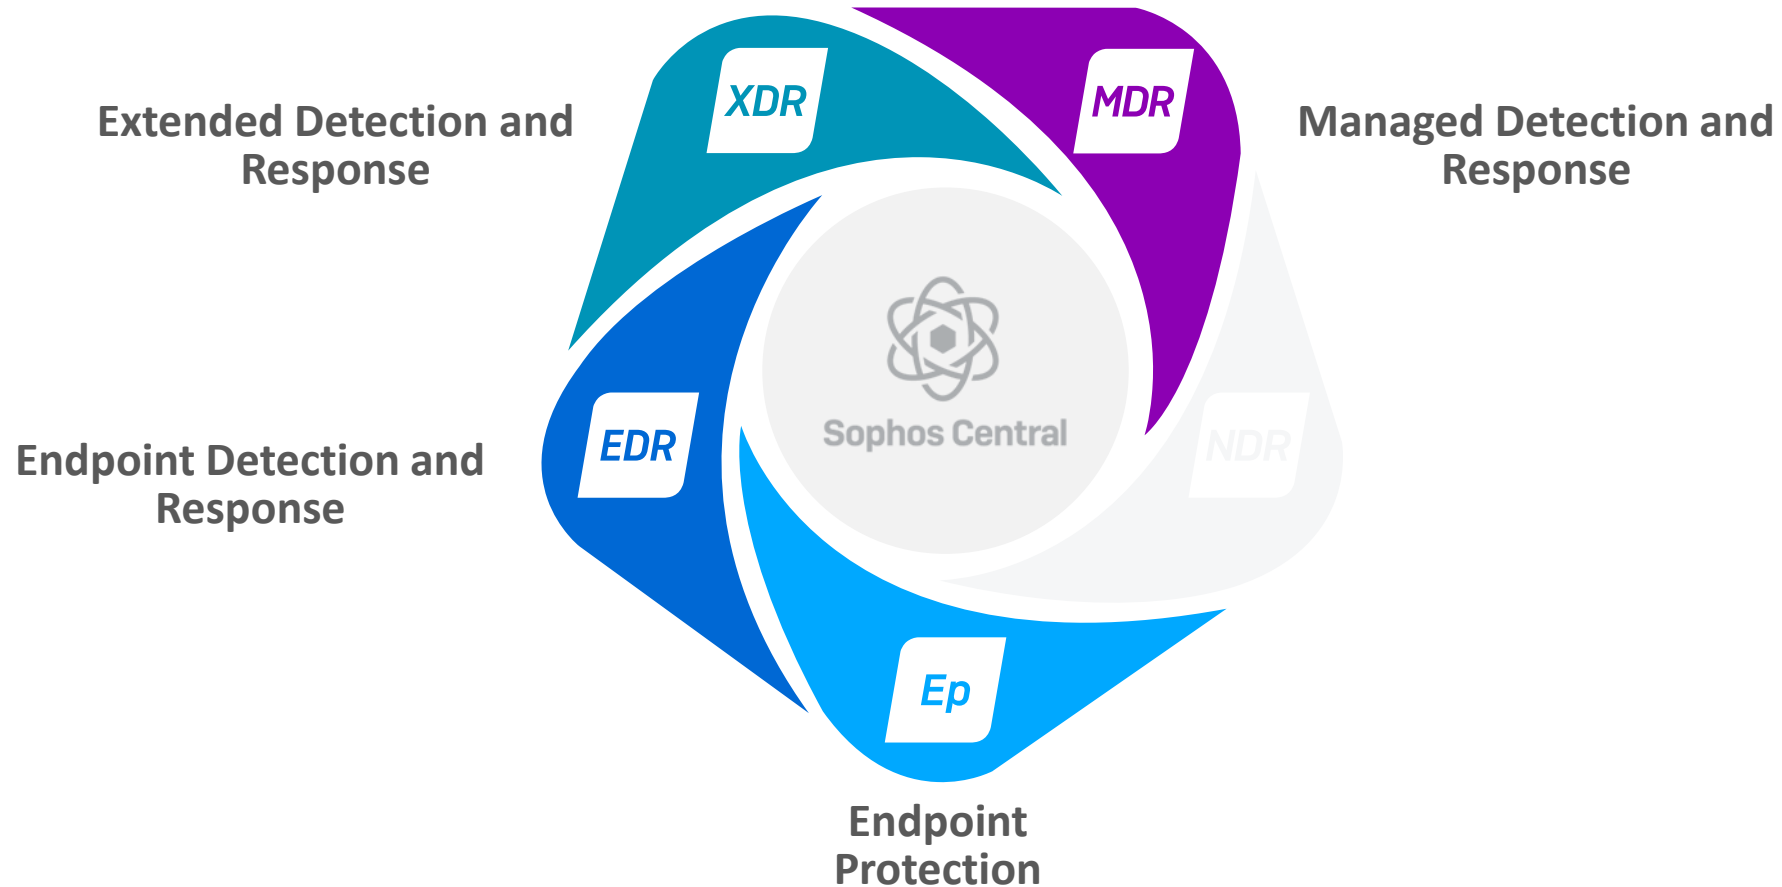 XDR
MDR
Extended Detection and
Response
Managed Detection and
Response
Sophos Central
EDR
NDR
Endpoint Detection and
Response
Ep
Endpoint
Protection